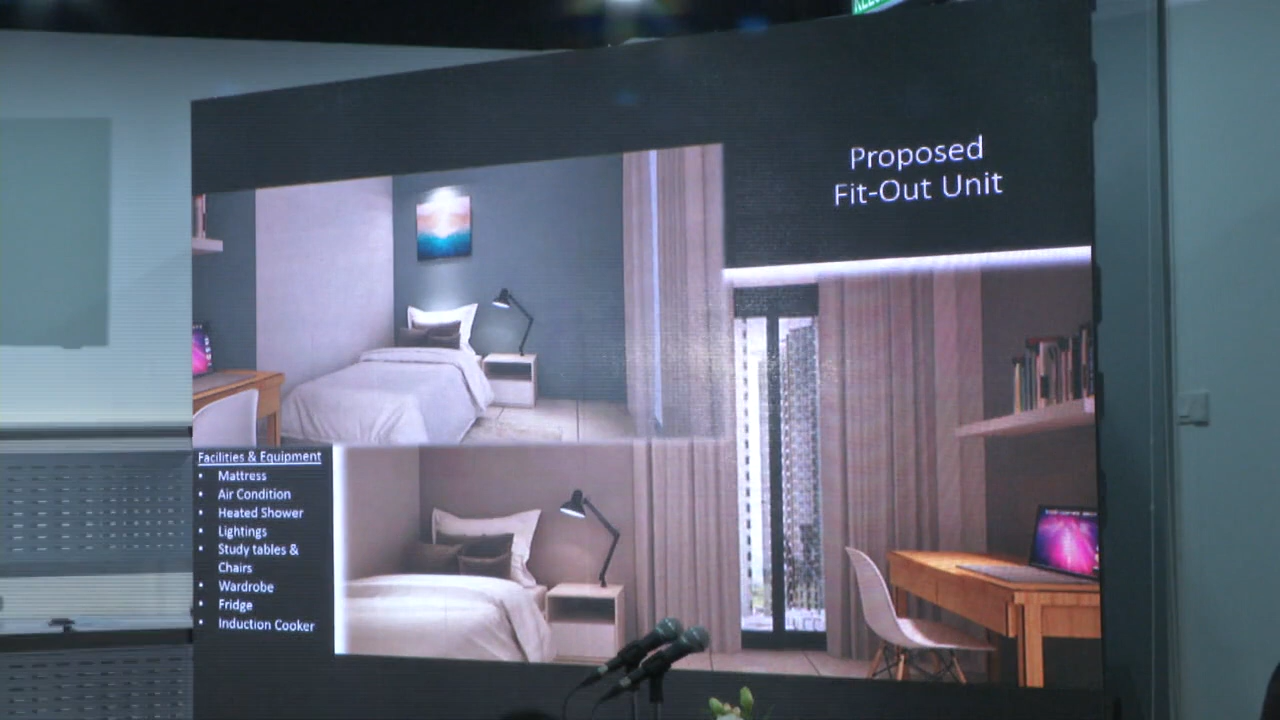 Proposed
Fit-Out Unit
Facilities & Equipment
• Mattress
• Air Condition
• Heated Shower
• Lightings
• Study tables &
Chairs
• Wardrobe
• Fridge
• Induction Cooker